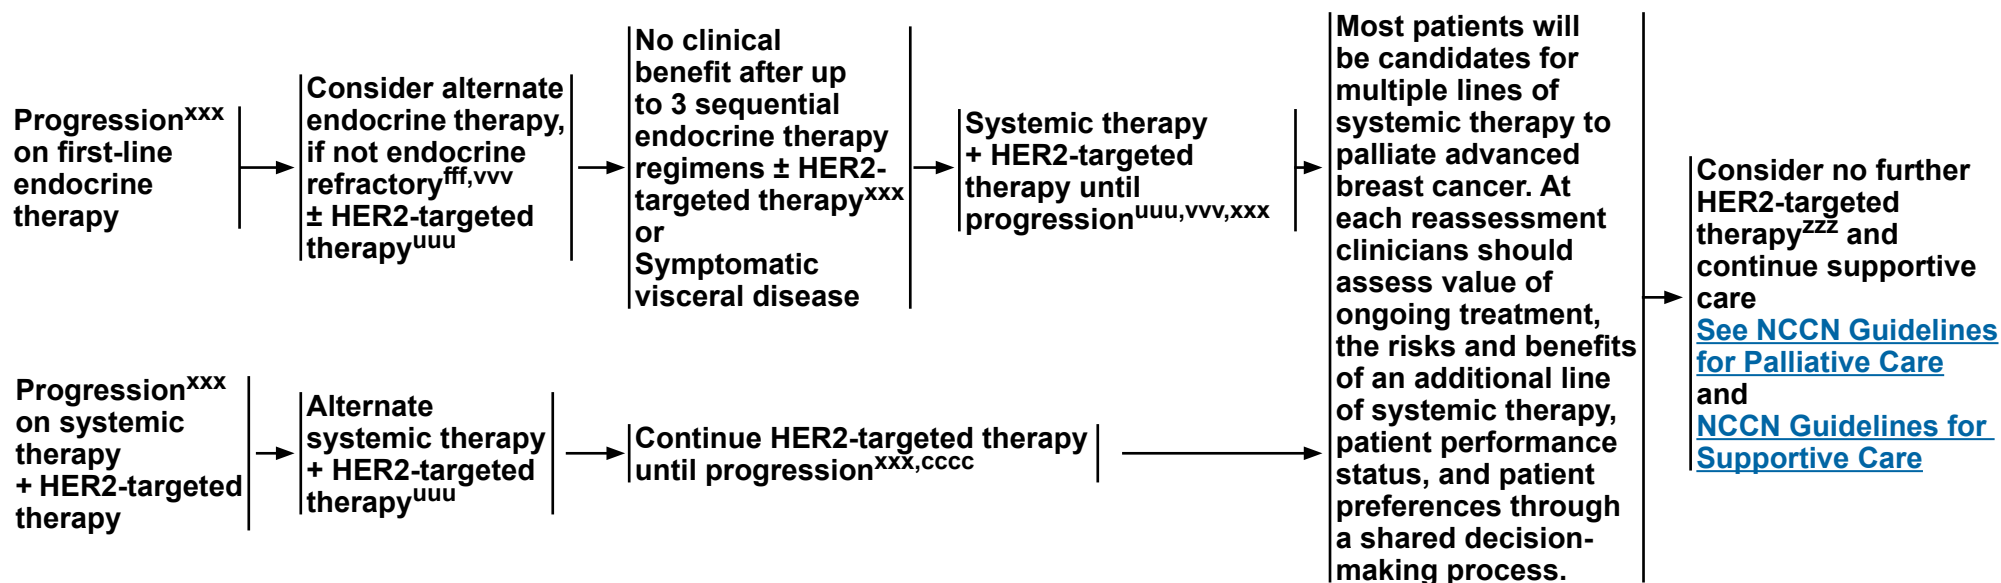 Progressionxxx
on first-line
endocrine
therapy
Consider alternate
endocrine therapy,
if not endocrine
refractoryfff,vvv
± HER2-targeted
therapyuuu
No clinical
benefit after up
to 3 sequential
endocrine therapy
regimens ± HER2-
targeted therapyxxx
or
Symptomatic
visceral disease
Systemic therapy
+ HER2-targeted
therapy until
progressionuuu,vvv,xxx
Progressionxxx
on systemic
therapy
+ HER2-targeted
therapy
Alternate
systemic therapy
+ HER2-targeted
therapyuuu
Continue HER2-targeted therapy
until progressionxxx,cccc
Most patients will
be candidates for
multiple lines of
systemic therapy to
palliate advanced
breast cancer. At
each reassessment
clinicians should
assess value of
ongoing treatment,
the risks and benefits
of an additional line
of systemic therapy,
patient performance
status, and patient
preferences through
a shared decision-
making process.
Consider no further
HER2-targeted
therapyzzz and
continue supportive
care
See NCCN Guidelines
for Palliative Care
and
NCCN Guidelines for
Supportive Care